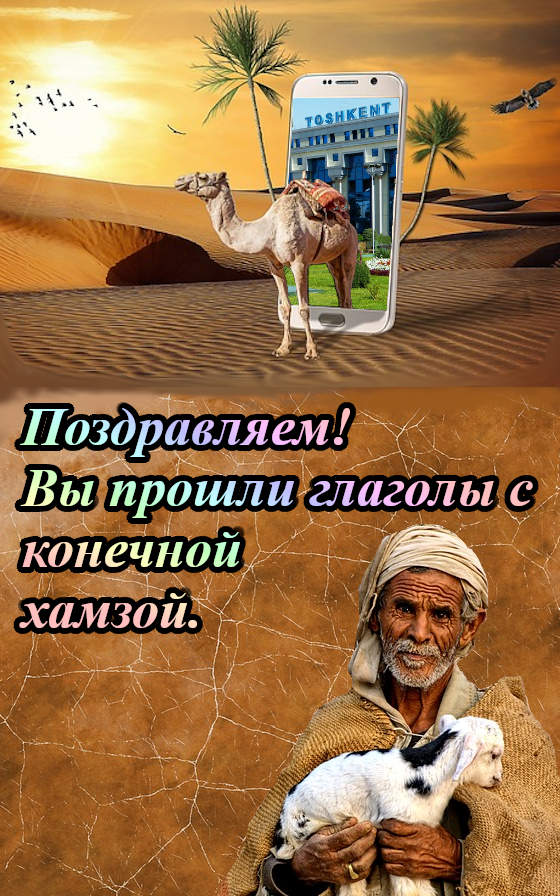 TOSHKENT
Поздравляем!
Вы прошли глаголы с
конечной
хамзой.